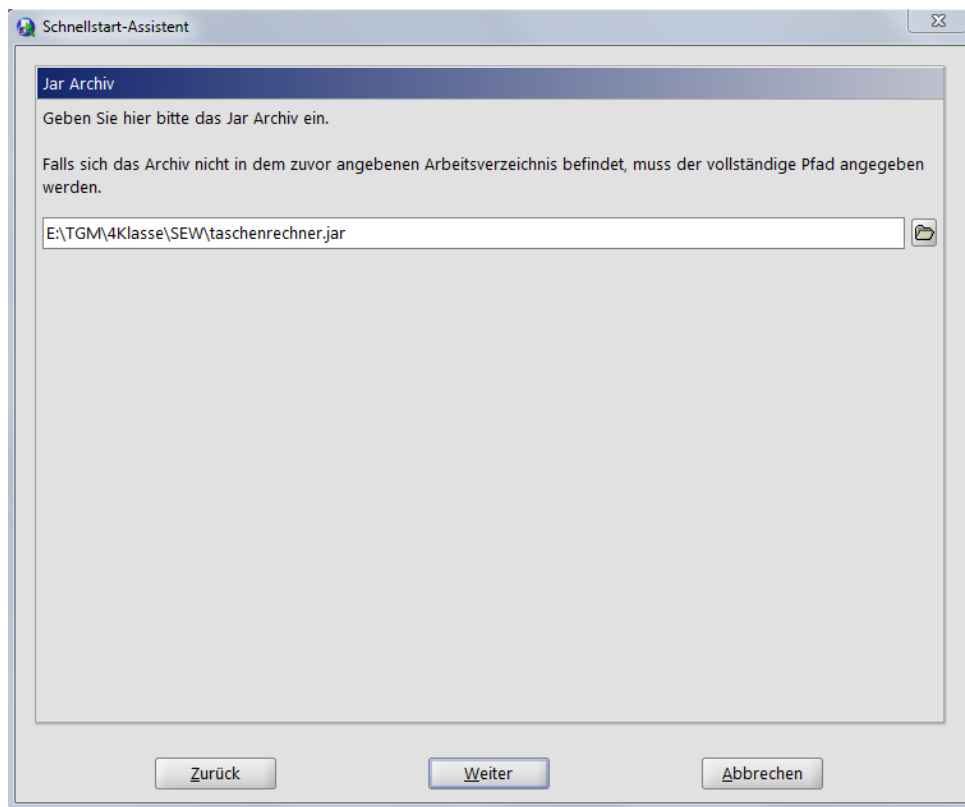 Schnellstart-Assistent
Jar Archiv
Geben Sie hier bitte das Jar Archiv ein.
Falls sich das Archiv nicht in dem zuvor angebenen Arbeitsverzeichnis befindet, muss der vollständige Pfad angegeben
werden.
E:\TGM\4Klasse\SEW\taschenrechner.jar
Zurück Weiter Abbrechen